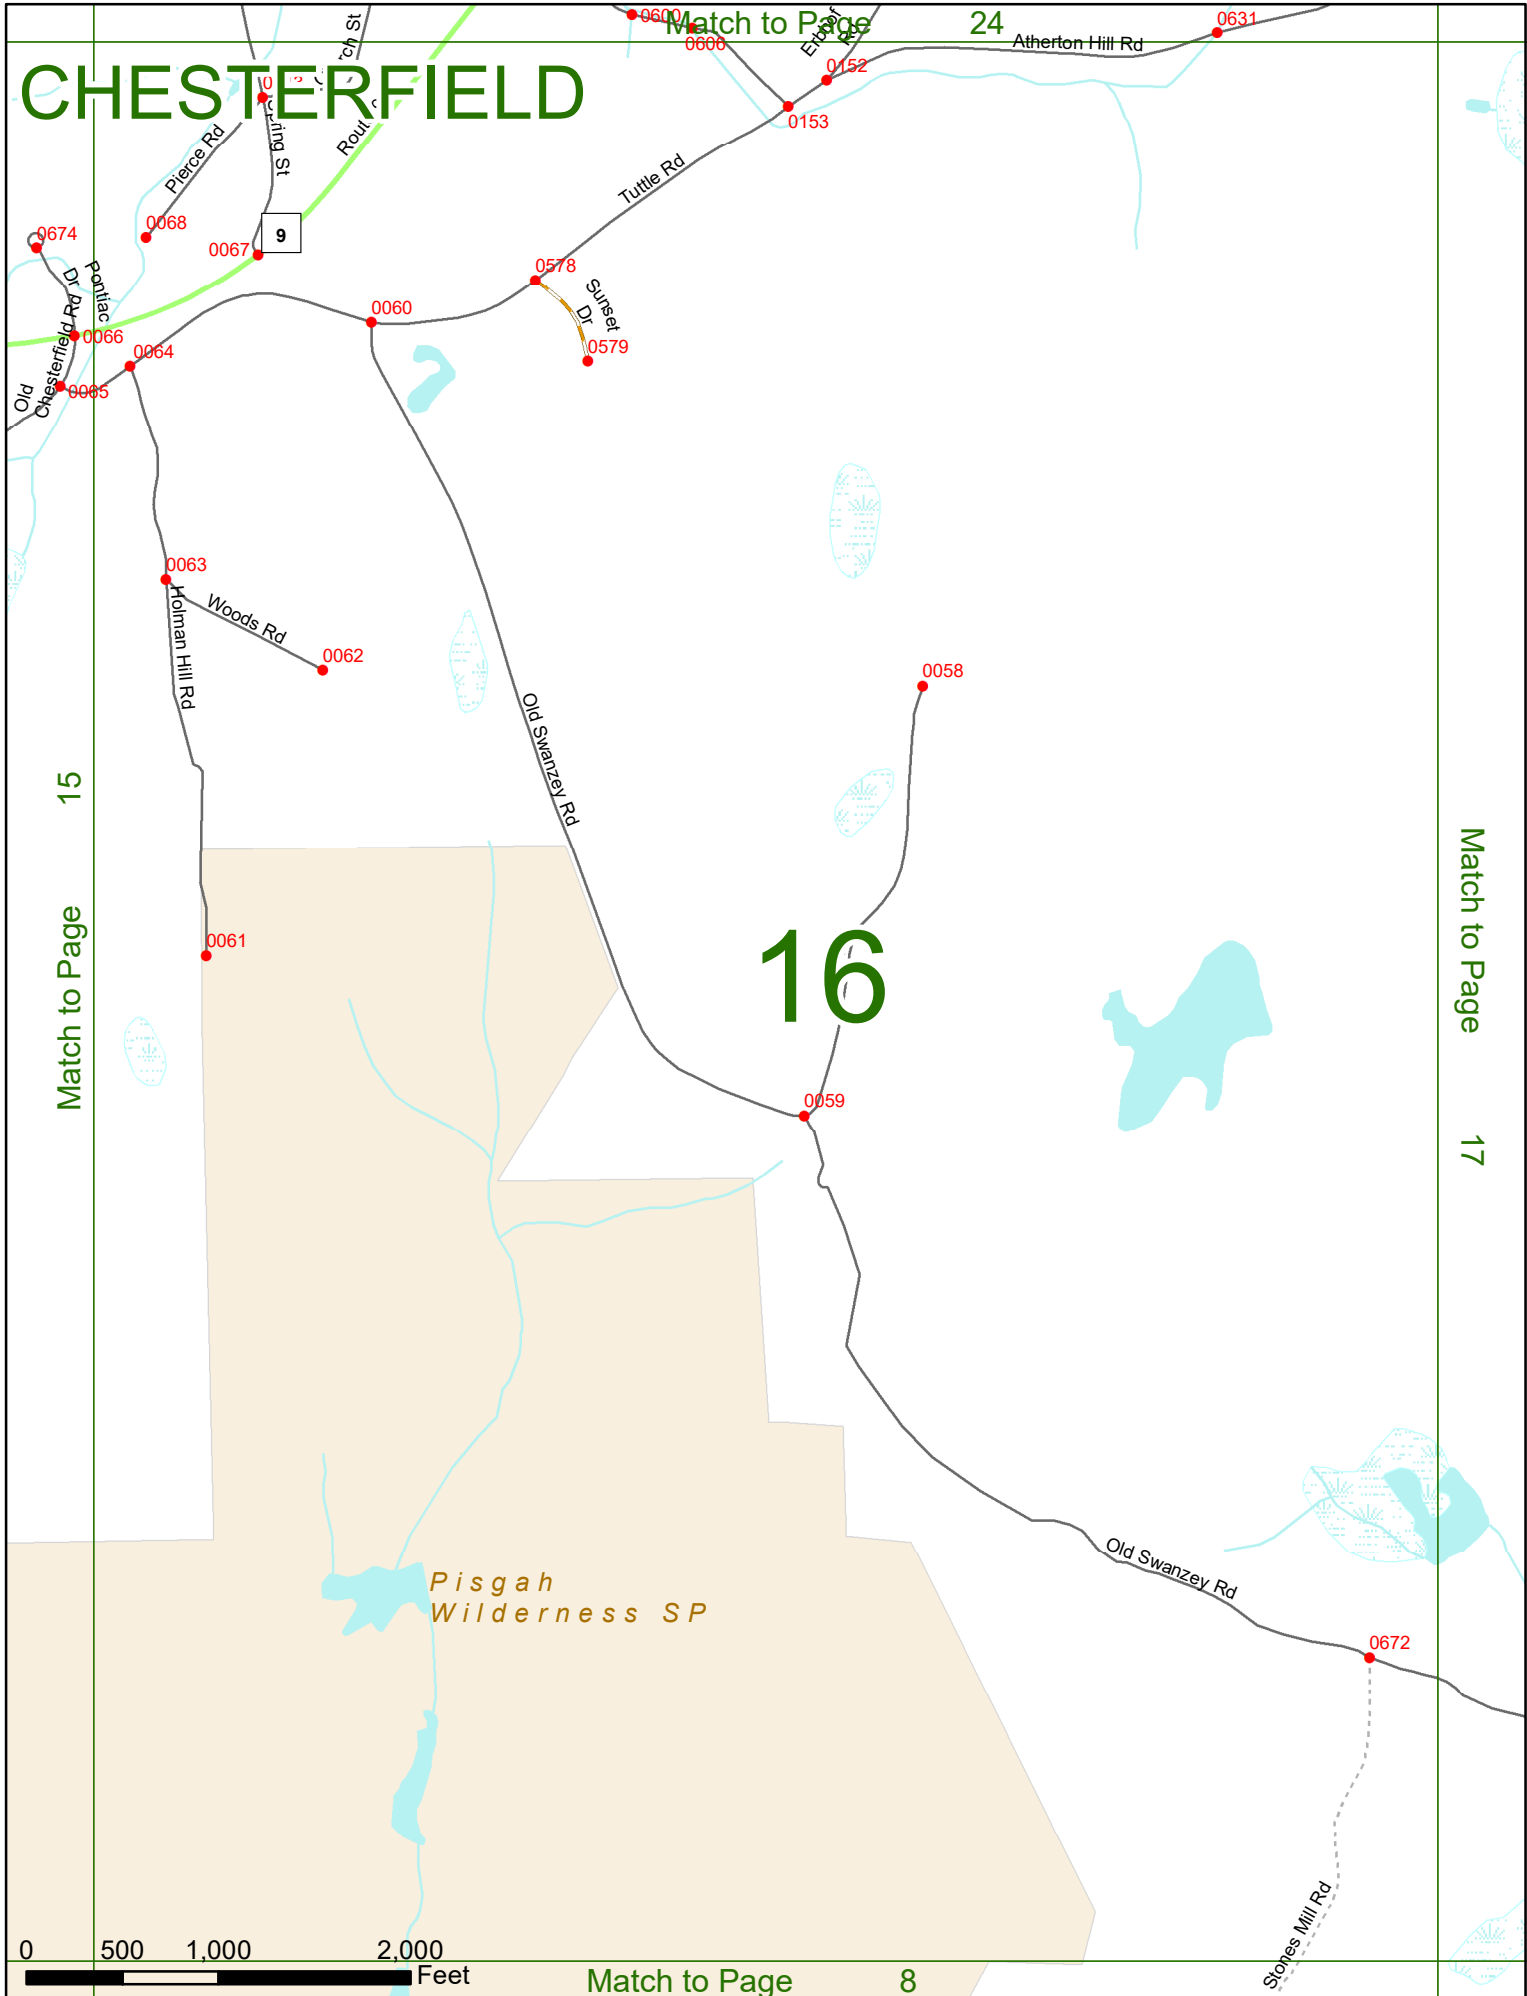 Match to Page 24
0600
0606
Erbhof
Rd
0631
Atherton Hill Rd
0152
0153
CHESTERFIELD
Pierce Rd
Tuttle Rd
0068
0067
9
0674
Pontiac
Dr
0578
Sunset
Dr
0579
0060
0066
0064
0065
Old
Chesterfield Rd
0063
Woods Rd
0062
Holman Hill Rd
0058
Old Swanzey Rd
15
Match to Page
0061
16
Match to Page
17
0059
Old Swanzey Rd
Pisgah
Wilderness SP
0672
Stones Mill Rd
0 500 1,000 2,000
Feet
Match to Page 8